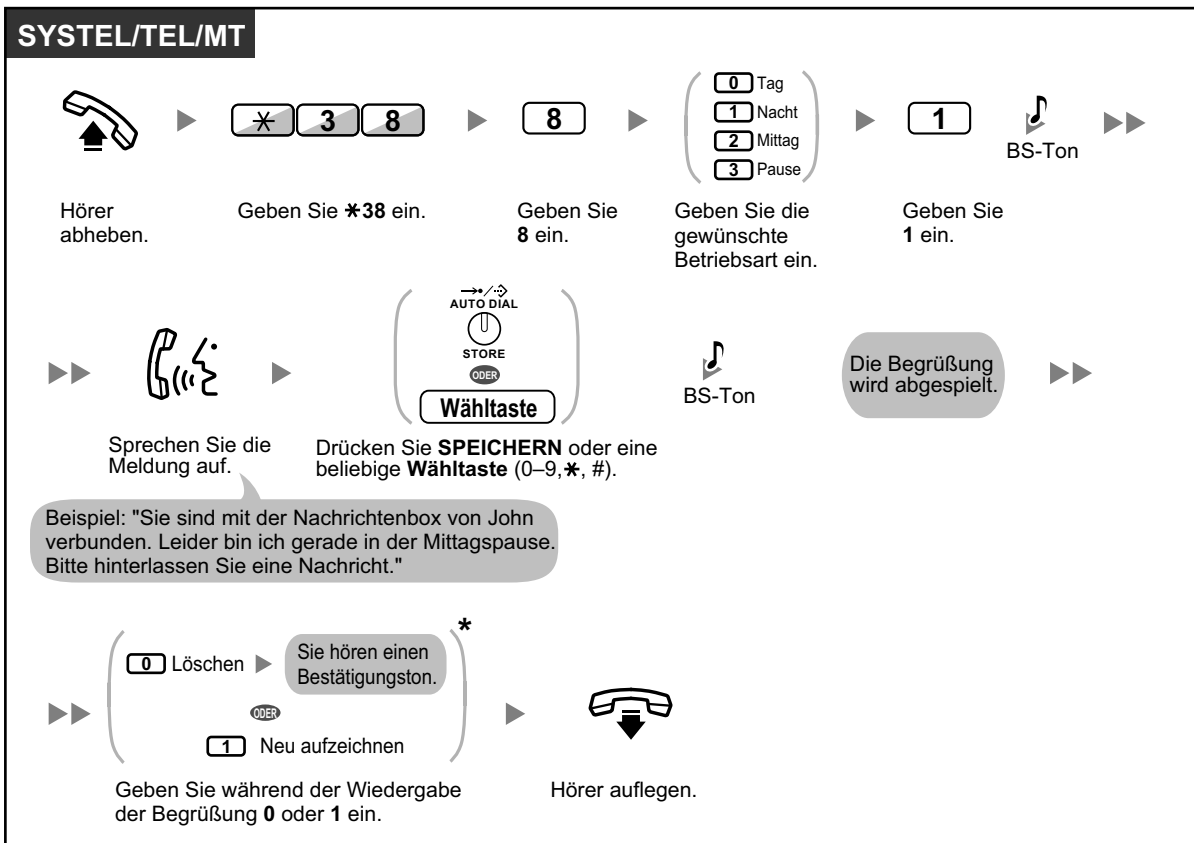 SYSTEL/TEL/MT
✳ 3 8
8
0 Tag
1 Nacht
2 Mittag
3 Pause
1
BS-Ton
Hörer
abheben.
Geben Sie ✳38 ein.
Geben Sie
8 ein.
Geben Sie die
gewünschte
Betriebsart ein.
Geben Sie
1 ein.
AUTO DIAL
STORE
ODER
Wähltaste
BS-Ton
Die Begrüßung
wird abgespielt.
Sprechen Sie die
Meldung auf.
Drücken Sie SPEICHERN oder eine
beliebige Wähltaste (0–9,✳, #).
Beispiel: "Sie sind mit der Nachrichtenbox von John
verbunden. Leider bin ich gerade in der Mittagspause.
Bitte hinterlassen Sie eine Nachricht."
0 Löschen
Sie hören einen
Bestätigungston.
*
ODER
1 Neu aufzeichnen
Geben Sie während der Wiedergabe
der Begrüßung 0 oder 1 ein.
Hörer auflegen.